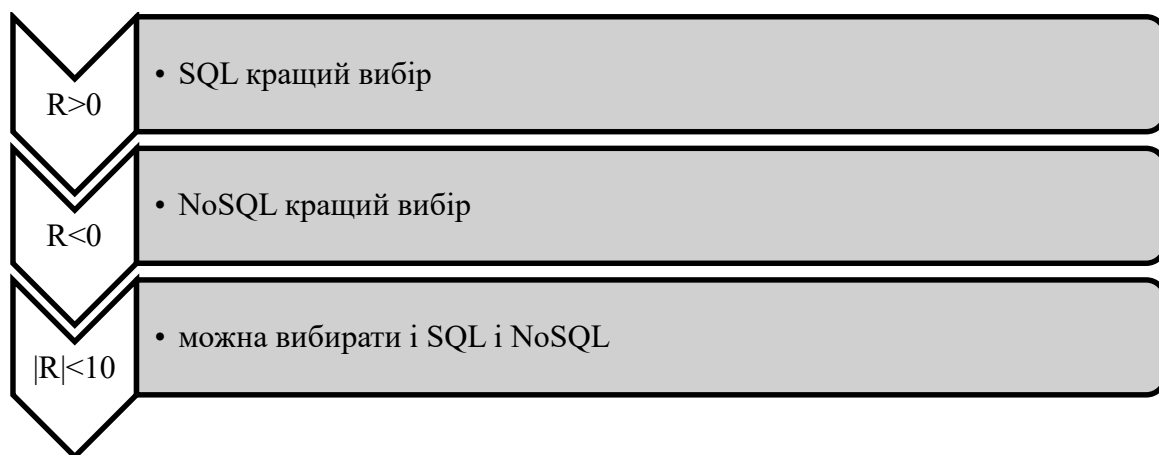 R>0
• SQL кращий вибір
R<0
• NoSQL кращий вибір
|R|<10
• можна вибирати і SQL і NoSQL